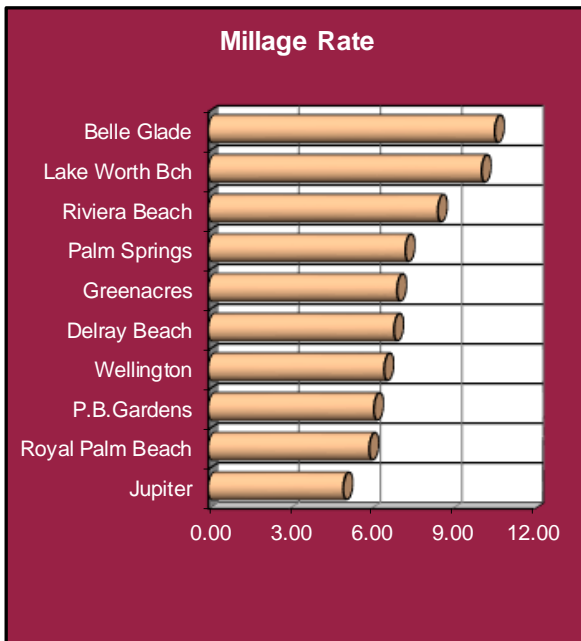 Millage Rate
Belle Glade
Lake Worth Bch
Riviera Beach
Palm Springs
Greenacres
Delray Beach
Wellington
P.B.Gardens
Royal Palm Beach
Jupiter
0.00 3.00 6.00 9.00 12.00